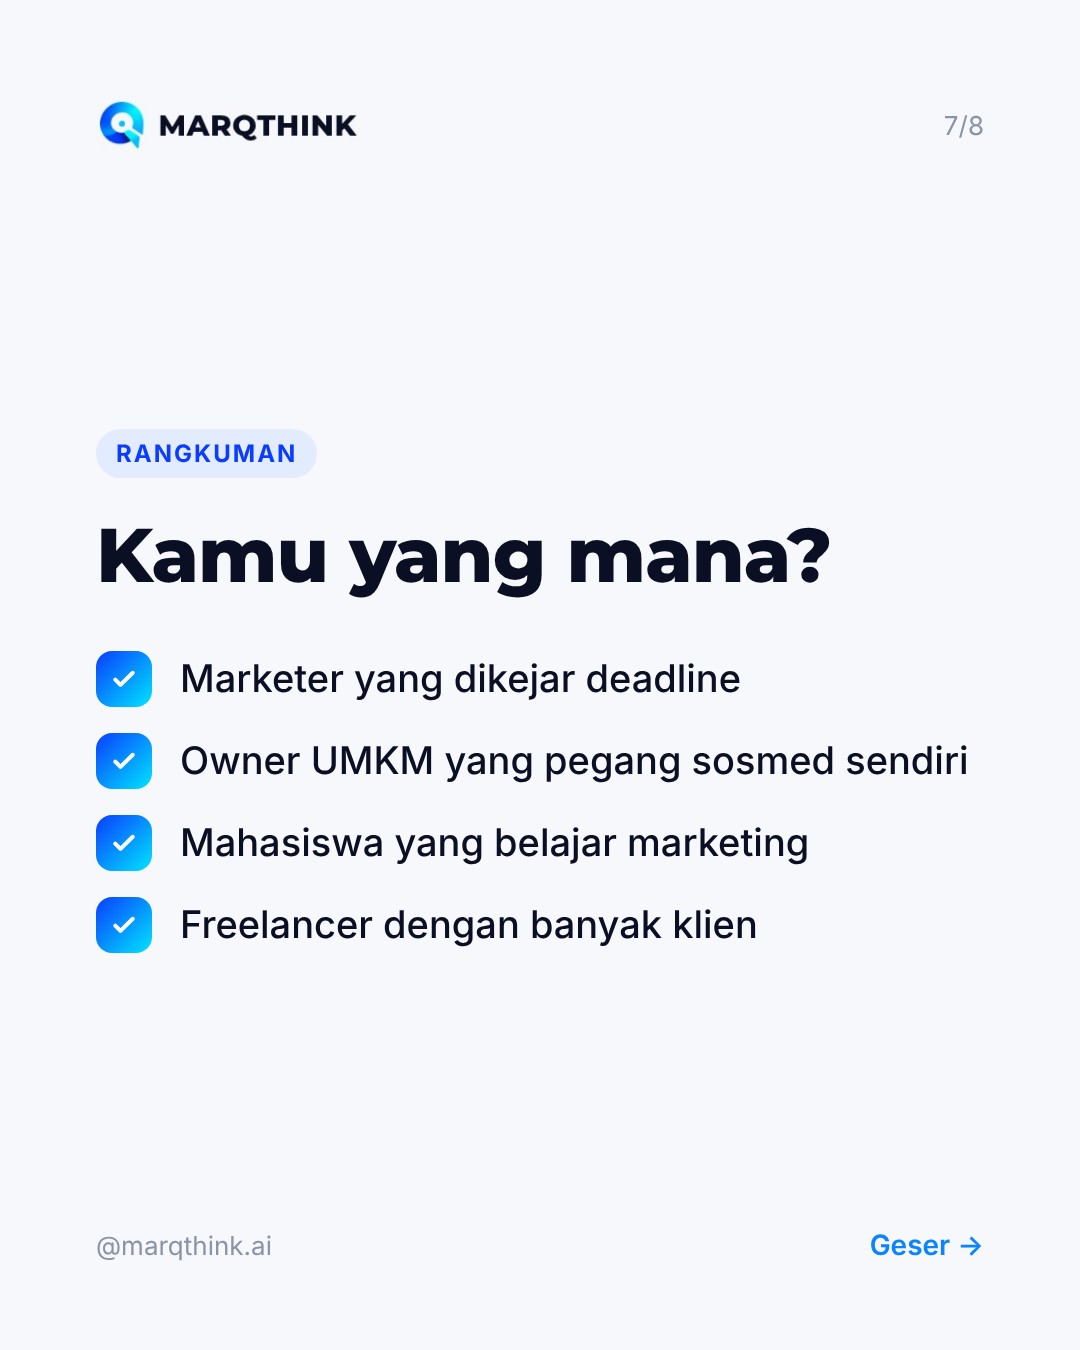 MARQTHINK
7/8
RANGKUMAN
Kamu yang mana?
Marketer yang dikejar deadline
Owner UMKM yang pegang sosmed sendiri
Mahasiswa yang belajar marketing
Freelancer dengan banyak klien
@marqthink.ai
Geser →